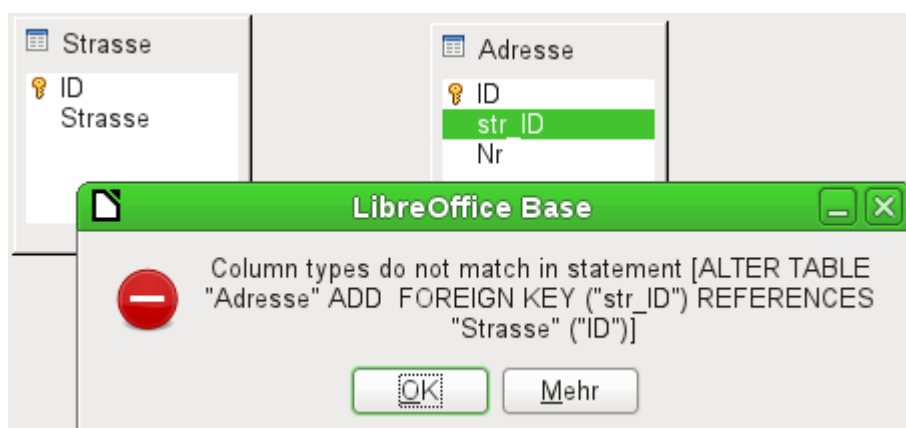 Strasse
ID
Strasse
Adresse
ID
str_ID
Nr
LibreOffice Base
Column types do not match in statement [ALTER TABLE
"Adresse" ADD  FOREIGN KEY ("str_ID") REFERENCES
"Strasse" ("ID")]
OK
Mehr